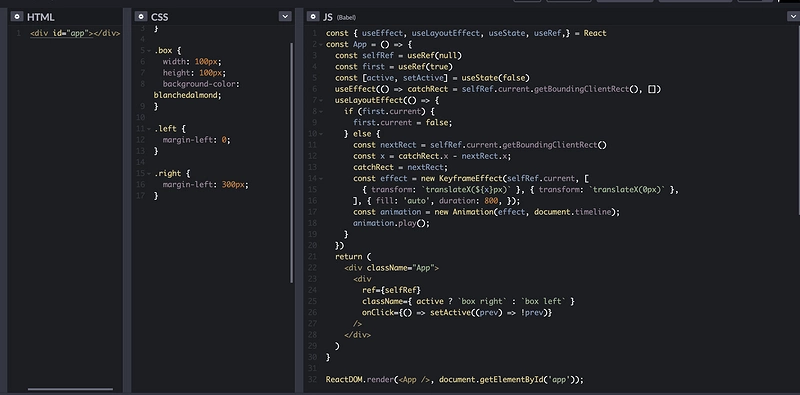 HTML
1 <div id="app"></div>
CSS
3 }
4
5 .box {
6 width: 100px;
7 height: 100px;
8 background-color:
blanchedalmond;
9 }
10
11 .left {
12 margin-left: 0;
13 }
14
15 .right {
16 margin-left: 300px;
17 }
JS (Babel)
1 const { useEffect, useLayoutEffect, useState, useRef,} = React
2 const App = () => {
3 const selfRef = useRef(null)
4 const first = useRef(true)
5 const [active, setActive] = useState(false)
6 useEffect(() => catchRect = selfRef.current.getBoundingClientRect(), [])
7 useLayoutEffect(() => {
8 if (first.current) {
9 first.current = false;
10 } else {
11 const nextRect = selfRef.current.getBoundingClientRect()
12 const x = catchRect.x - nextRect.x;
13 catchRect = nextRect;
14 const effect = new KeyframeEffect(selfRef.current, [
15 { transform: `translateX(${x}px)` }, { transform: `translateX(0px)` },
16 ], { fill: 'auto', duration: 800, });
17 const animation = new Animation(effect, document.timeline);
18 animation.play();
19 }
20 })
21 return (
22 <div className="App">
23 <div
24 ref={selfRef}
25 className={ active ? `box right` : `box left` }
26 onClick={() => setActive((prev) => !prev)}
27 />
28 </div>
29 )
30 }
31
32 ReactDOM.render(<App />, document.getElementById('app'));